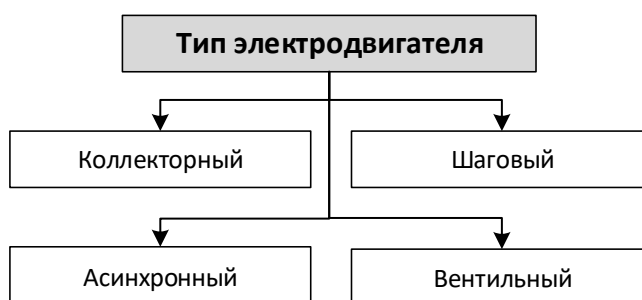 Тип электродвигателя
Коллекторный
Шаговый
Асинхронный
Вентильный